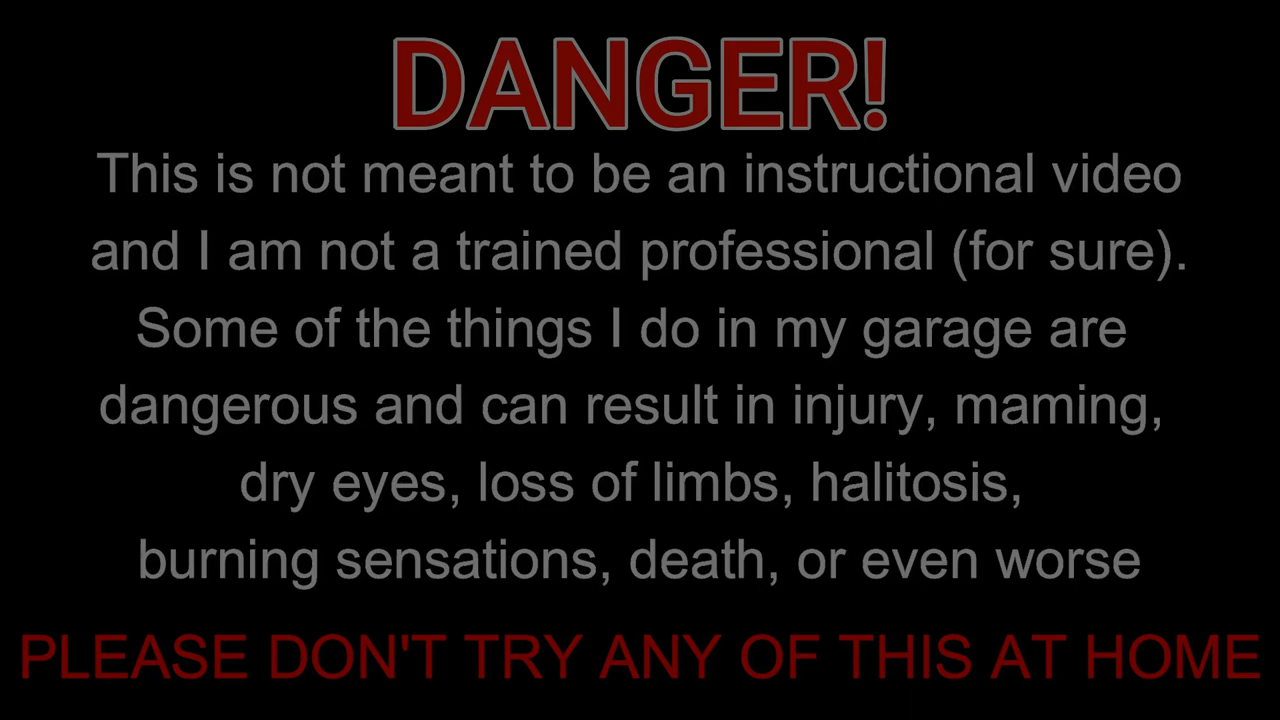 DANGER!
This is not meant to be an instructional video
and I am not a trained professional (for sure).
Some of the things I do in my garage are
dangerous and can result in injury, maming,
dry eyes, loss of limbs, halitosis,
burning sensations, death, or even worse
PLEASE DON'T TRY ANY OF THIS AT HOME